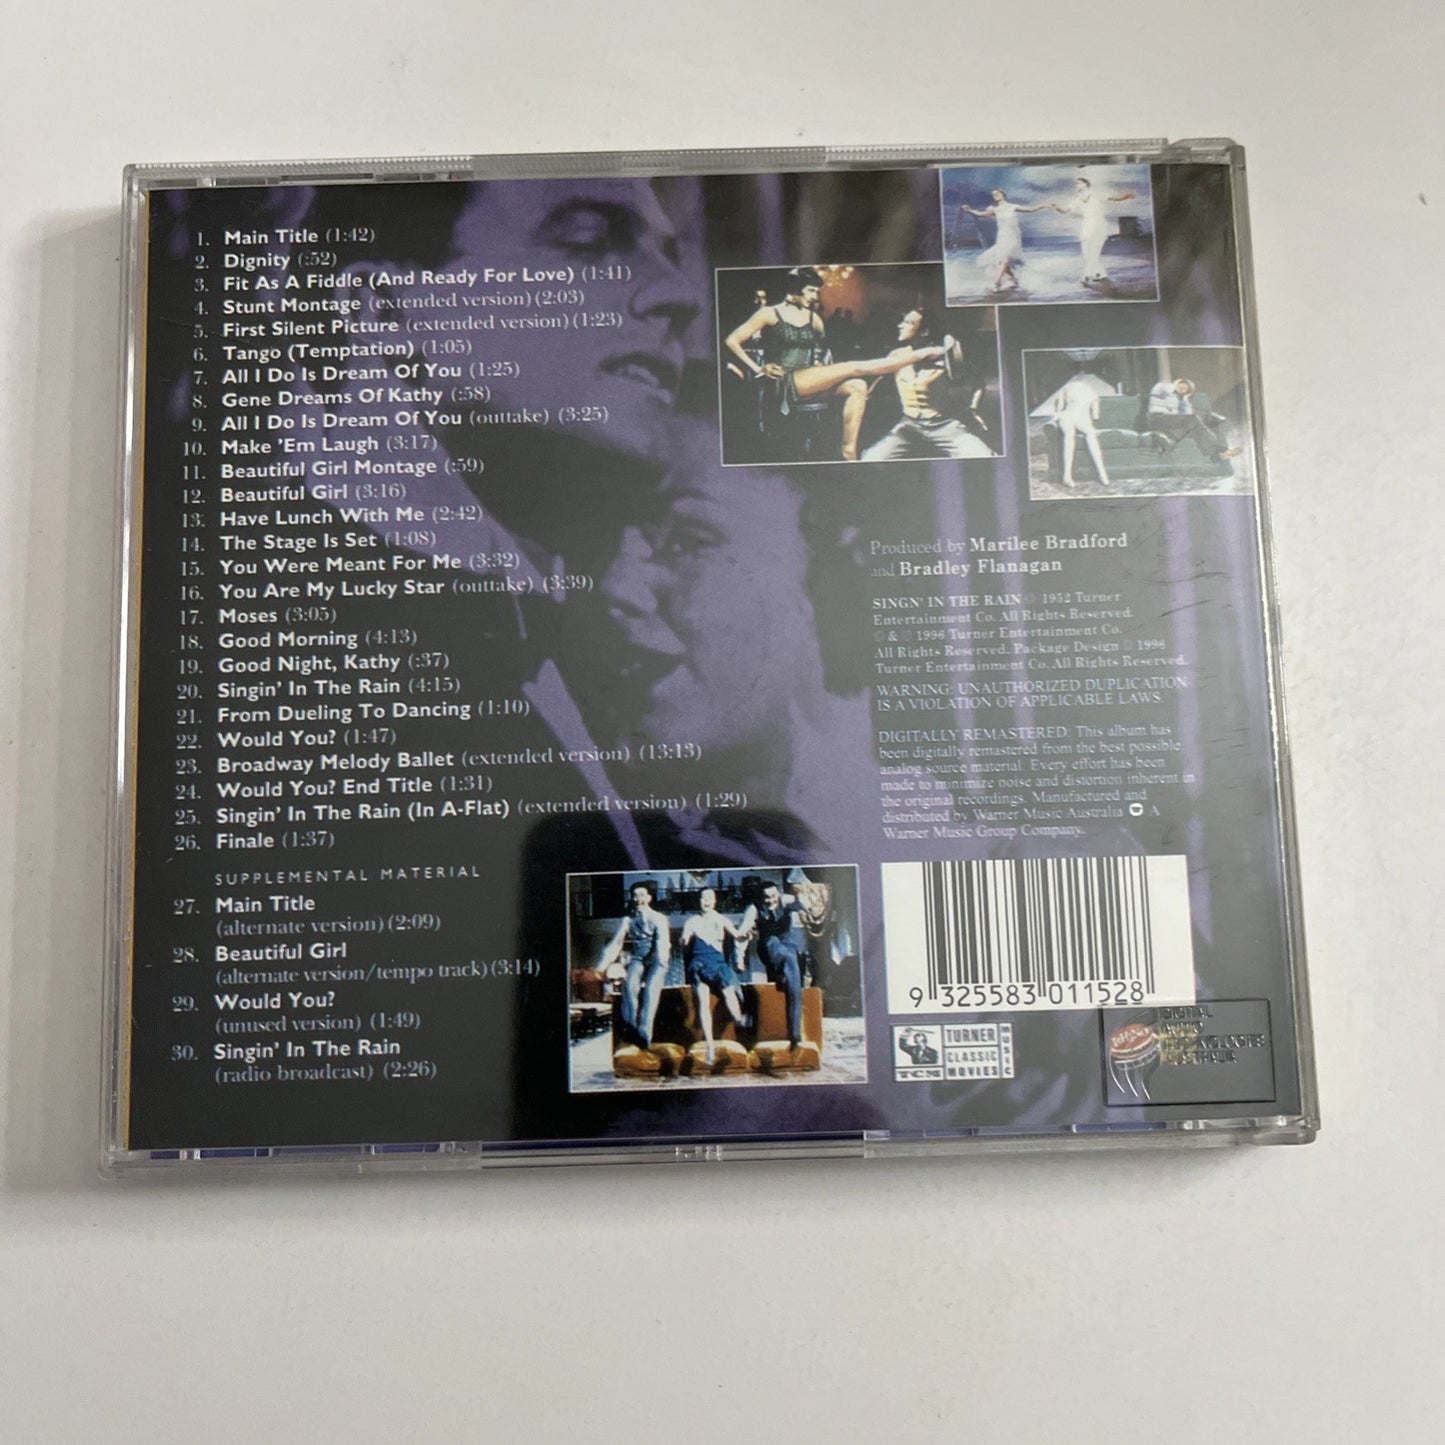 1. Main Title (1:42)
2. Dignity (:52)
3. Fit As A Fiddle (And Ready For Love) (1:41)
4. Stunt Montage (extended version) (2:03)
5. First Silent Picture (extended version) (1:23)
6. Tango (Temptation) (1:05)
7. All I Do Is Dream Of You (1:25)
8. Gene Dreams Of Kathy (:58)
9. All I Do Is Dream Of You (outtake) (3:25)
10. Make 'Em Laugh (3:17)
11. Beautiful Girl Montage (:59)
12. Beautiful Girl (3:16)
13. Have Lunch With Me (2:42)
14. The Stage Is Set (1:08)
15. You Were Meant For Me (3:32)
16. You Are My Lucky Star (outtake) (3:39)
17. Moses (3:05)
18. Good Morning (4:13)
19. Good Night, Kathy (:37)
20. Singin' In The Rain (4:15)
21. From Dueling To Dancing (1:10)
22. Would You? (1:47)
23. Broadway Melody Ballet (extended version) (13:13)
24. Would You? End Title (1:31)
25. Singin' In The Rain (In A-Flat) (extended version) (1:29)
26. Finale (1:37)
SUPPLEMENTAL MATERIAL
27. Main Title
(alternate version) (2:09)
28. Beautiful Girl
(alternate version/tempo track) (3:14)
29. Would You?
(unused version) (1:49)
30. Singin' In The Rain
(radio broadcast) (2:26)
Produced by Marilee Bradford
and Bradley Flanagan
SINGN' IN THE RAIN © 1952 Turner
Entertainment Co. All Rights Reserved.
© & ℗ 1996 Turner Entertainment Co.
All Rights Reserved. Package Design © 1996
Turner Entertainment Co. All Rights Reserved.
WARNING: UNAUTHORIZED DUPLICATION
IS A VIOLATION OF APPLICABLE LAWS.
DIGITALLY REMASTERED: This album has
been digitally remastered from the best possible
analog source material. Every effort has been
made to minimize noise and distortion inherent in
the original recordings. Manufactured and
distributed by Warner Music Australia A
Warner Music Group Company.
9 325583 011528
TCM TURNER CLASSIC MOVIES MUSIC
DIGITAL
AUDIO
TECHNOLOGIES
AUSTRALIA